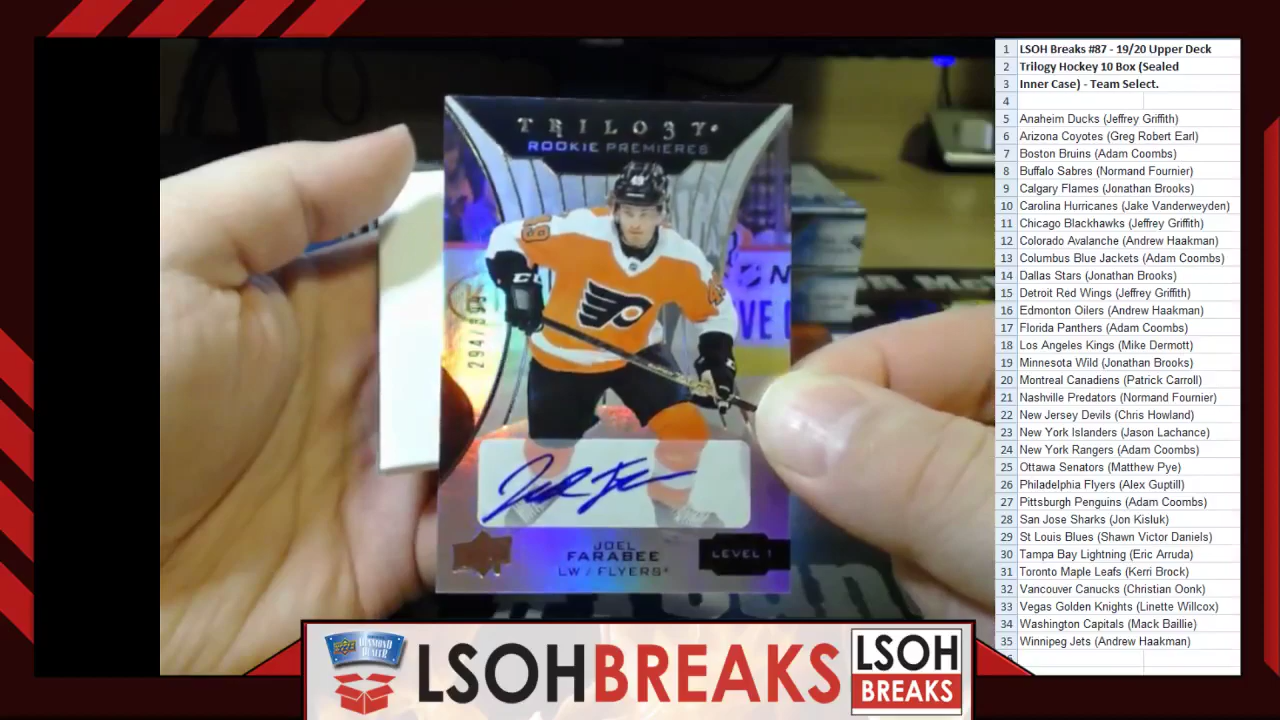 TRILOGY
ROOKIE PREMIERES
49
CCM
294/899
JOEL
FARABEE
LEVEL 1
LW / FLYERS
1 LSOH Breaks #87 - 19/20 Upper Deck
2 Trilogy Hockey 10 Box (Sealed
3 Inner Case) - Team Select.
4
5 Anaheim Ducks (Jeffrey Griffith)
6 Arizona Coyotes (Greg Robert Earl)
7 Boston Bruins (Adam Coombs)
8 Buffalo Sabres (Normand Fournier)
9 Calgary Flames (Jonathan Brooks)
10 Carolina Hurricanes (Jake Vanderweyden)
11 Chicago Blackhawks (Jeffrey Griffith)
12 Colorado Avalanche (Andrew Haakman)
13 Columbus Blue Jackets (Adam Coombs)
14 Dallas Stars (Jonathan Brooks)
15 Detroit Red Wings (Jeffrey Griffith)
16 Edmonton Oilers (Andrew Haakman)
17 Florida Panthers (Adam Coombs)
18 Los Angeles Kings (Mike Dermott)
19 Minnesota Wild (Jonathan Brooks)
20 Montreal Canadiens (Patrick Carroll)
21 Nashville Predators (Normand Fournier)
22 New Jersey Devils (Chris Howland)
23 New York Islanders (Jason Lachance)
24 New York Rangers (Adam Coombs)
25 Ottawa Senators (Matthew Pye)
26 Philadelphia Flyers (Alex Guptill)
27 Pittsburgh Penguins (Adam Coombs)
28 San Jose Sharks (Jon Kisluk)
29 St Louis Blues (Shawn Victor Daniels)
30 Tampa Bay Lightning (Eric Arruda)
31 Toronto Maple Leafs (Kerri Brock)
32 Vancouver Canucks (Christian Oonk)
33 Vegas Golden Knights (Linette Willcox)
34 Washington Capitals (Mack Baillie)
35 Winnipeg Jets (Andrew Haakman)
DIAMOND
DEALER
LSOHBREAKS
LSOH
BREAKS